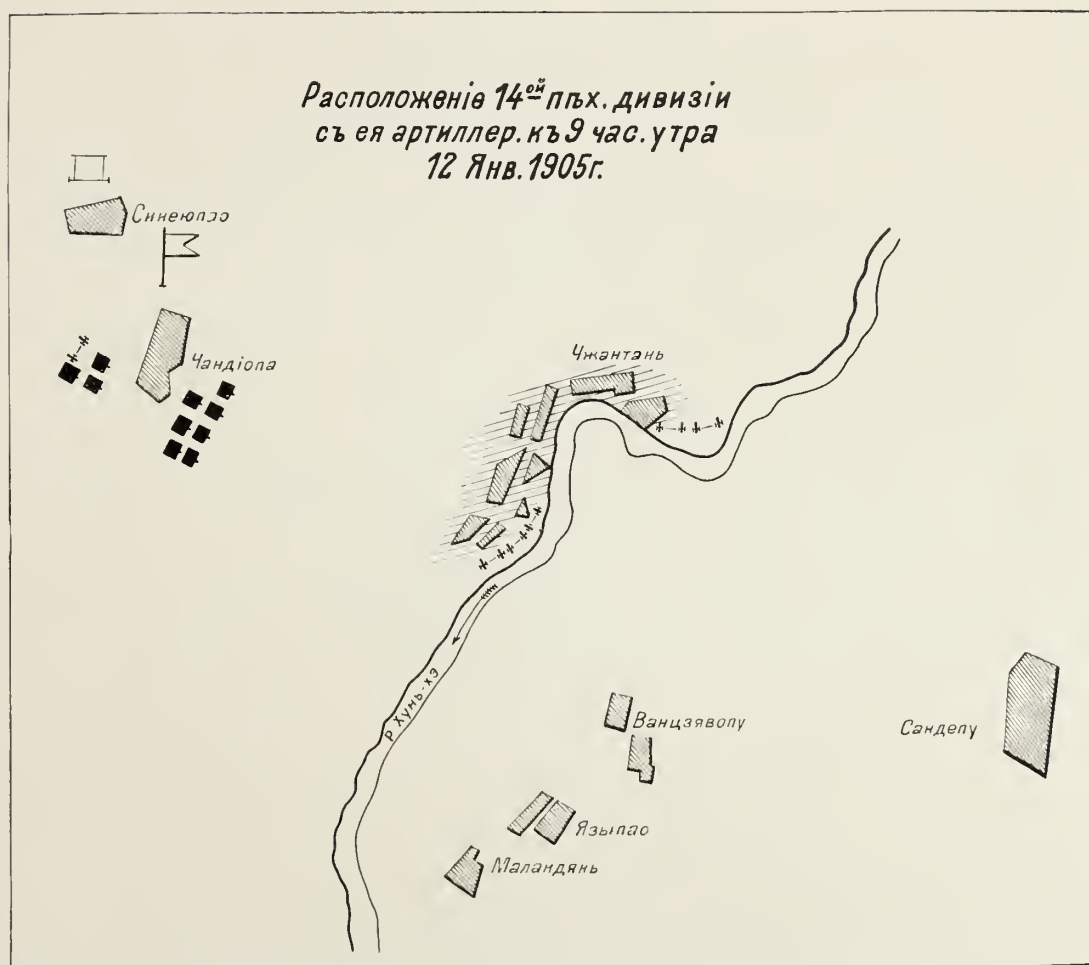 Расположеніе 14ой пѣх. дивизіи
съ ея артиллер. къ 9 час. утра
12 Янв. 1905г.
Синеюпао
Чандіопа
Чжантань
Р Хунь-хэ
Ванцзявопу
Сандепу
Языпао
Маландянь